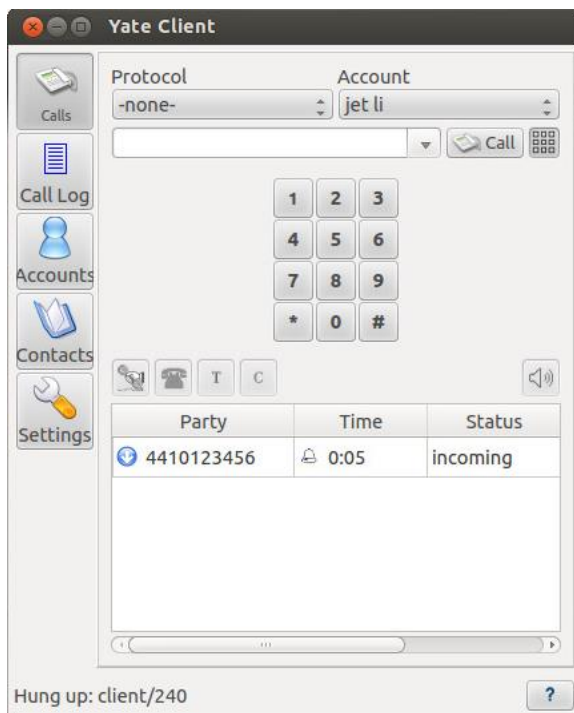 Yate Client
Protocol Account
-none- jet li
Calls
Call
Call Log
1 2 3
4 5 6
7 8 9
* 0 #
Accounts
Contacts
T C
Settings
Party Time Status
4410123456 0:05 incoming
Hung up: client/240 ?